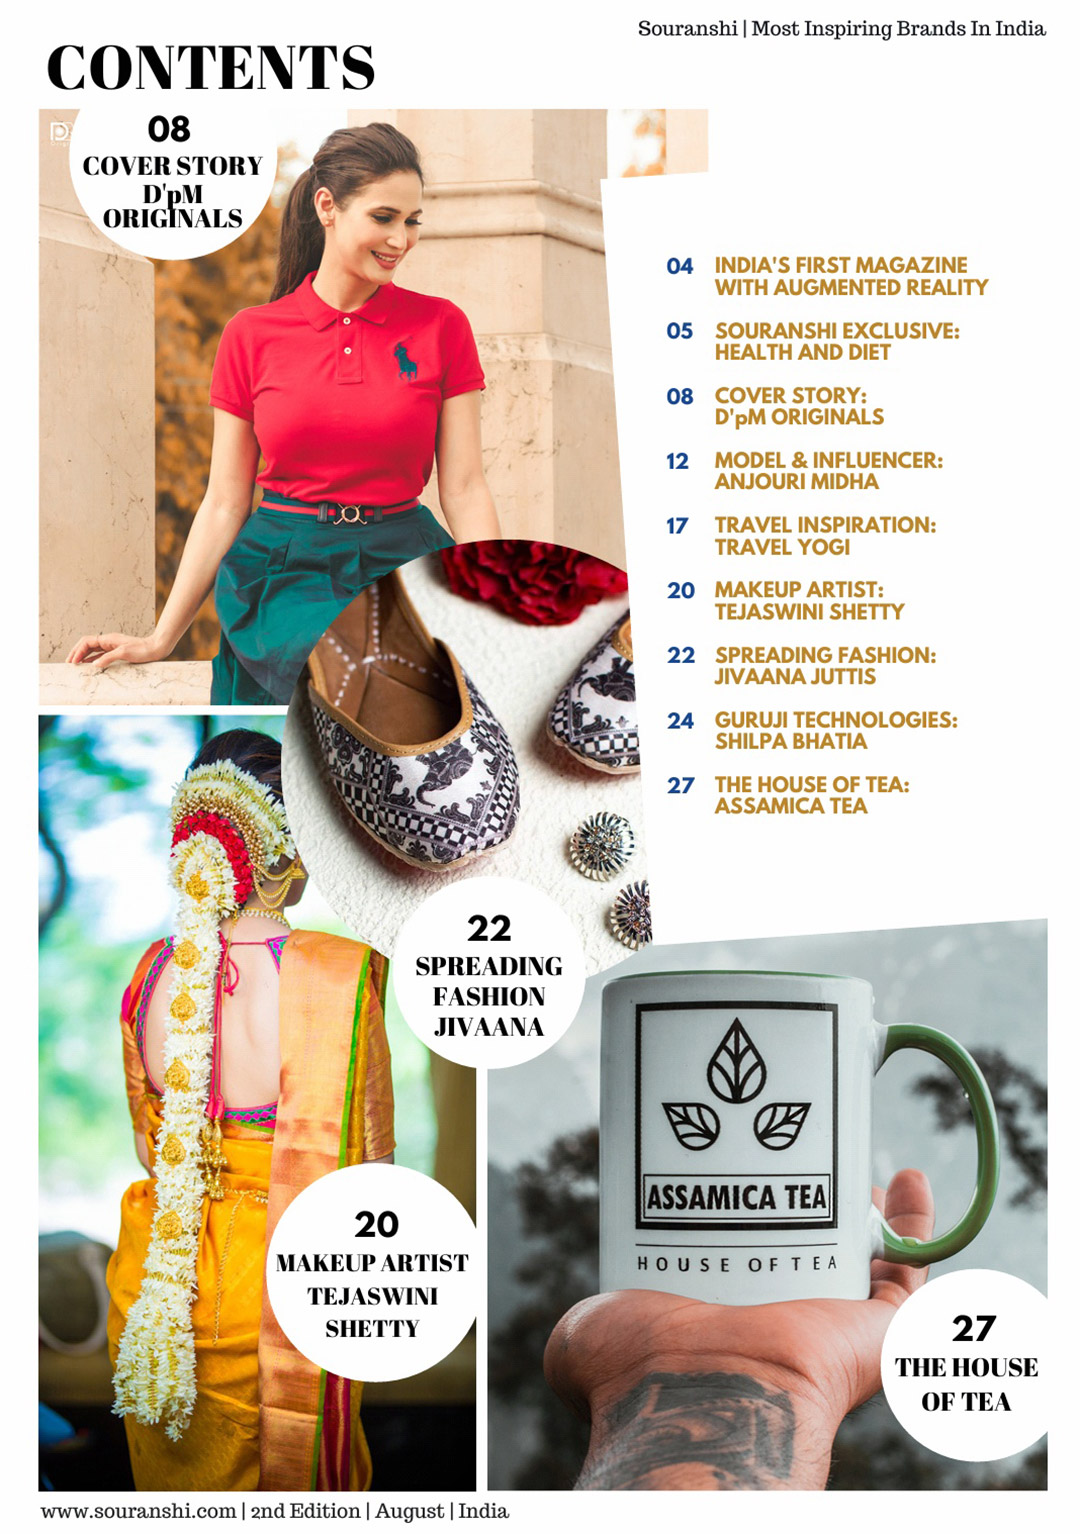 Souranshi | Most Inspiring Brands In India
CONTENTS
08
COVER STORY
D'pM
ORIGINALS
04 INDIA'S FIRST MAGAZINE
WITH AUGMENTED REALITY
05 SOURANSHI EXCLUSIVE:
HEALTH AND DIET
08 COVER STORY:
D'pM ORIGINALS
12 MODEL & INFLUENCER:
ANJOURI MIDHA
17 TRAVEL INSPIRATION:
TRAVEL YOGI
20 MAKEUP ARTIST:
TEJASWINI SHETTY
22 SPREADING FASHION:
JIVAANA JUTTIS
24 GURUJI TECHNOLOGIES:
SHILPA BHATIA
27 THE HOUSE OF TEA:
ASSAMICA TEA
22
SPREADING
FASHION
JIVAANA
ASSAMICA TEA
HOUSE OF TEA
20
MAKEUP ARTIST
TEJASWINI
SHETTY
27
THE HOUSE
OF TEA
www.souranshi.com | 2nd Edition | August | India